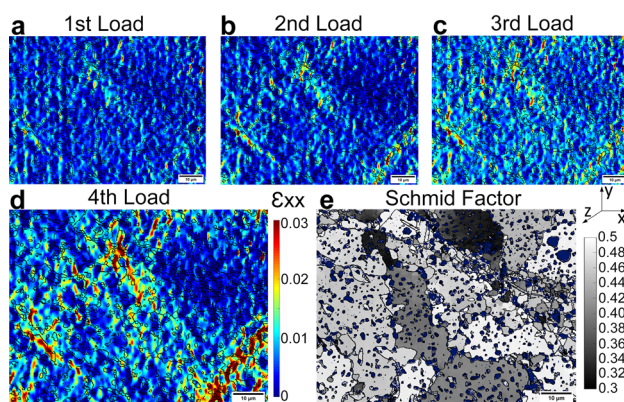 1st Load
2nd Load
3rd Load
a
b
c
10 μm
10 μm
10 μm
4th Load
εxx
Schmid Factor
d
e
y
z
x
0.03
0.02
0.01
0
0.5
0.48
0.46
0.44
0.42
0.40
0.38
0.36
0.34
0.32
0.3
10 μm
10 μm